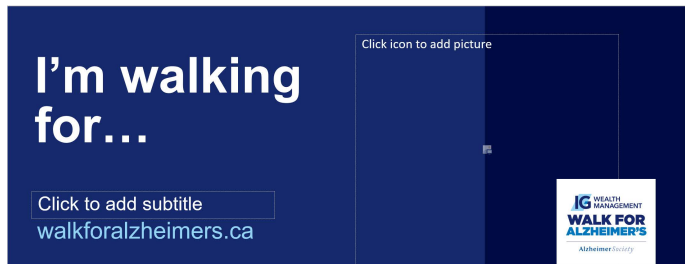 I'm walking
for...
Click icon to add picture
Click to add subtitle
walkforalzheimers.ca
IG WEALTH
MANAGEMENT
WALK FOR
ALZHEIMER'S
Alzheimer Society